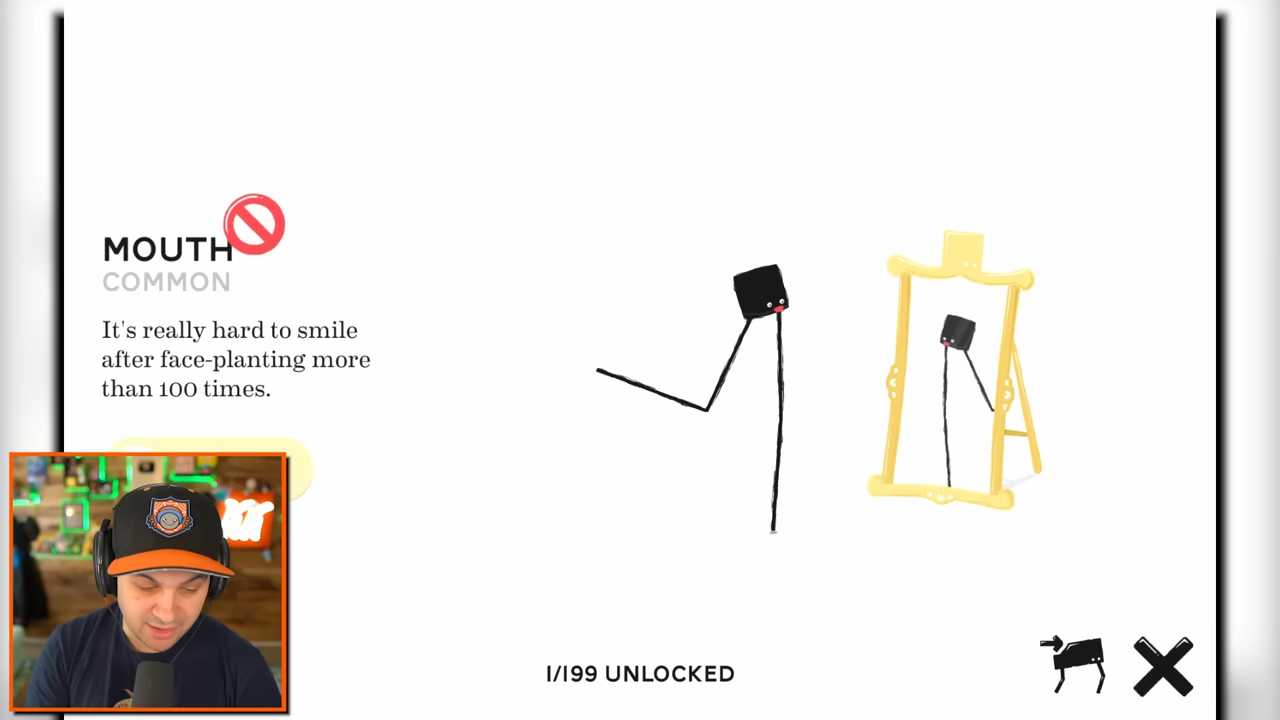 MOUTH
COMMON
It's really hard to smile
after face-planting more
than 100 times.
1/199 UNLOCKED